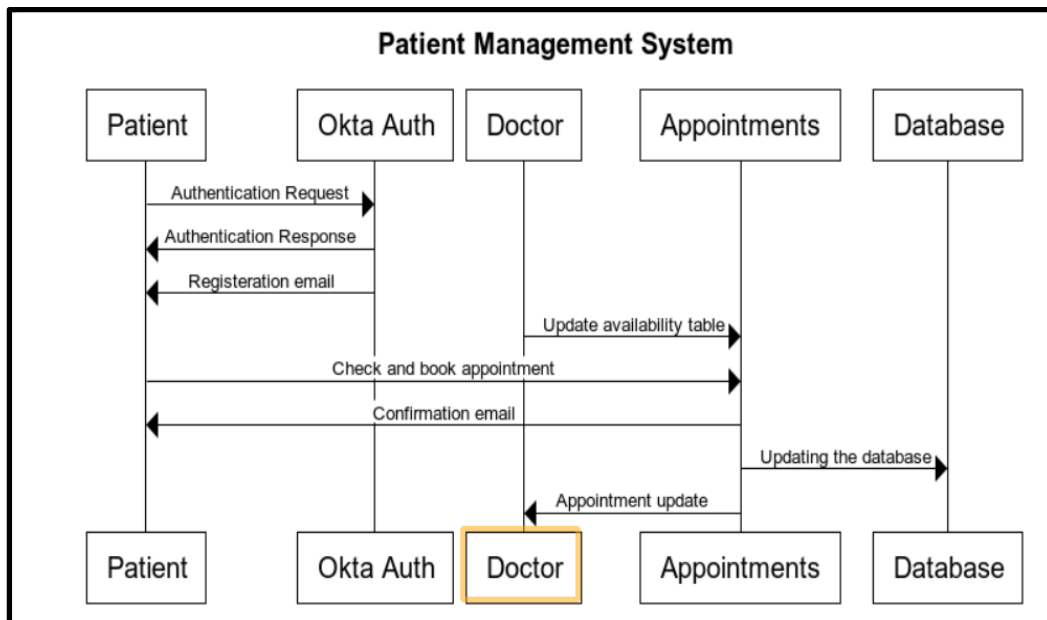 Patient Management System
Patient
Okta Auth
Doctor
Appointments
Database
Authentication Request
Authentication Response
Registeration email
Update availability table
Check and book appointment
Confirmation email
Updating the database
Appointment update
Patient
Okta Auth
Doctor
Appointments
Database